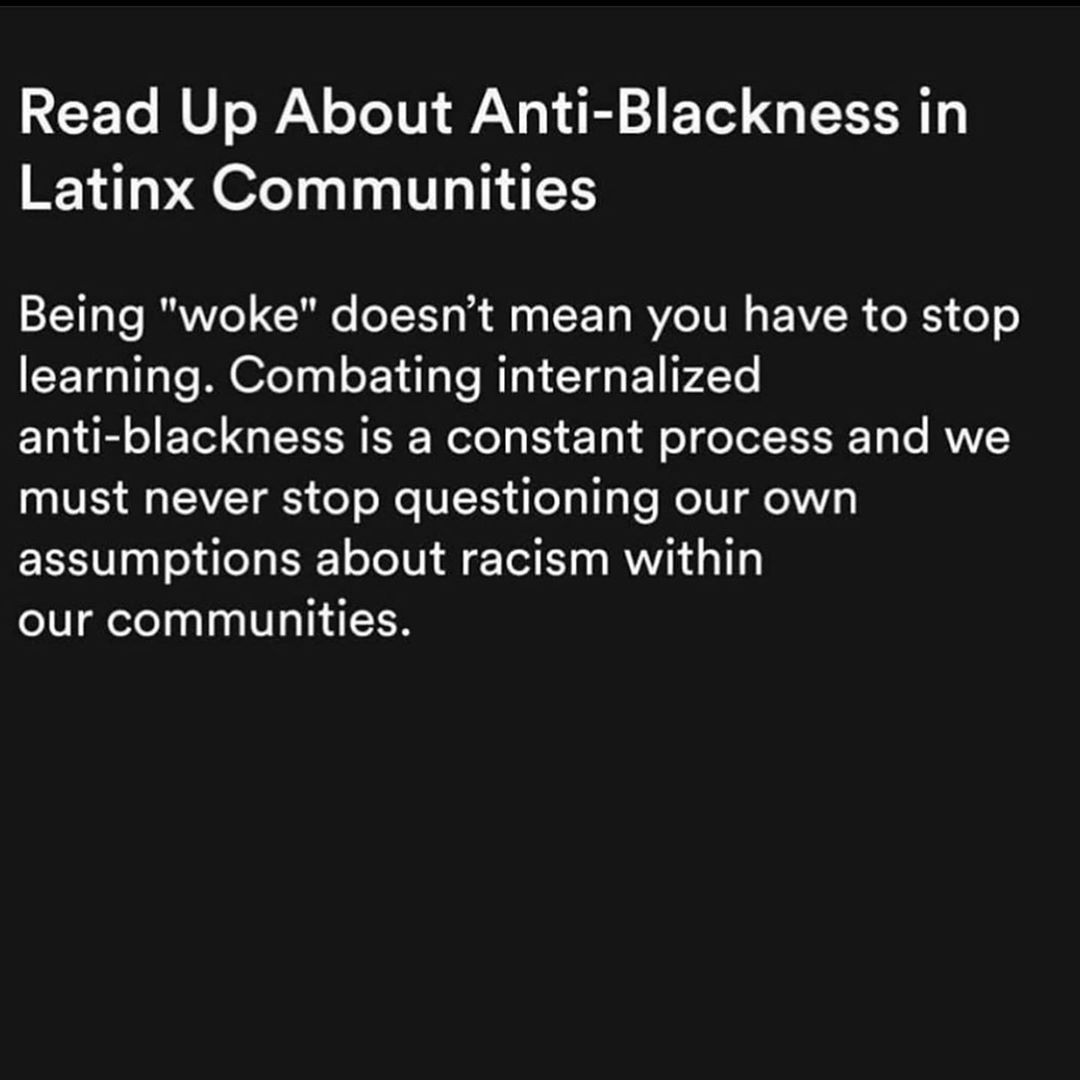 Read Up About Anti-Blackness in
Latinx Communities
Being "woke" doesn’t mean you have to stop
learning. Combating internalized
anti-blackness is a constant process and we
must never stop questioning our own
assumptions about racism within
our communities.